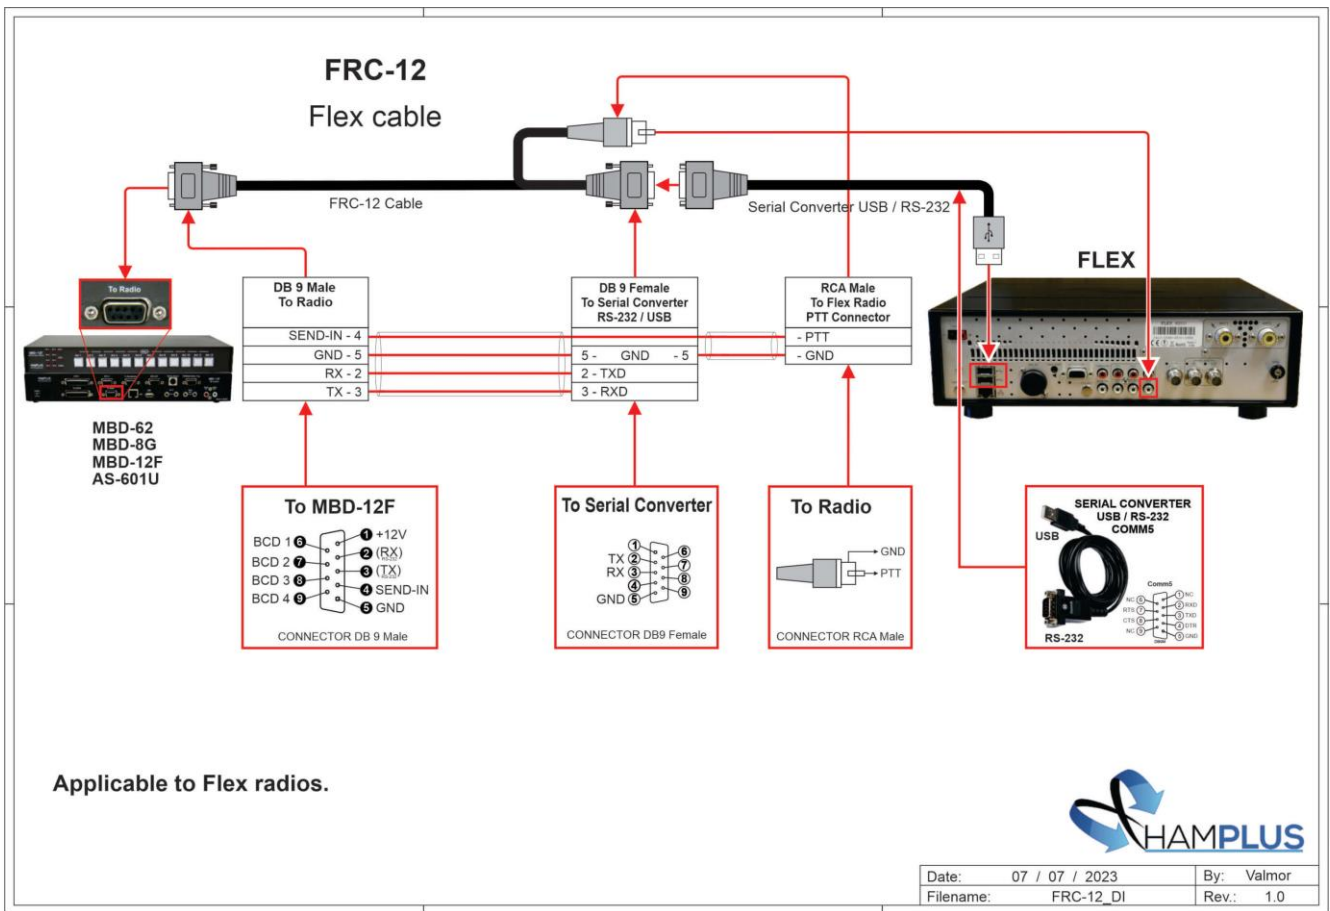 FRC-12
Flex cable
FRC-12 Cable
Serial Converter USB / RS-232
FLEX
To Radio
DB 9 Male
To Radio
SEND-IN - 4
GND - 5
RX - 2
TX - 3
DB 9 Female
To Serial Converter
RS-232 / USB
5 - GND - 5
2 - TXD
3 - RXD
RCA Male
To Flex Radio
PTT Connector
- PTT
- GND
MBD-62
MBD-8G
MBD-12F
AS-601U
To MBD-12F
BCD 1 6
BCD 2 7
BCD 3 8
BCD 4 9
1 +12V
2 (RX)
3 (TX)
4 SEND-IN
5 GND
CONNECTOR DB 9 Male
To Serial Converter
1
TX 2
RX 3
4
GND 5
6
7
8
9
CONNECTOR DB9 Female
To Radio
GND
PTT
CONNECTOR RCA Male
SERIAL CONVERTER
USB / RS-232
COMM5
USB
RS-232
Comm5
NC 6
RTS 7
CTS 8
NC 9
1 NC
2 RXD
3 TXD
4 DTR
5 GND
Applicable to Flex radios.
HAMPLUS
Date: 07 / 07 / 2023 By: Valmor
Filename: FRC-12_DI Rev.: 1.0